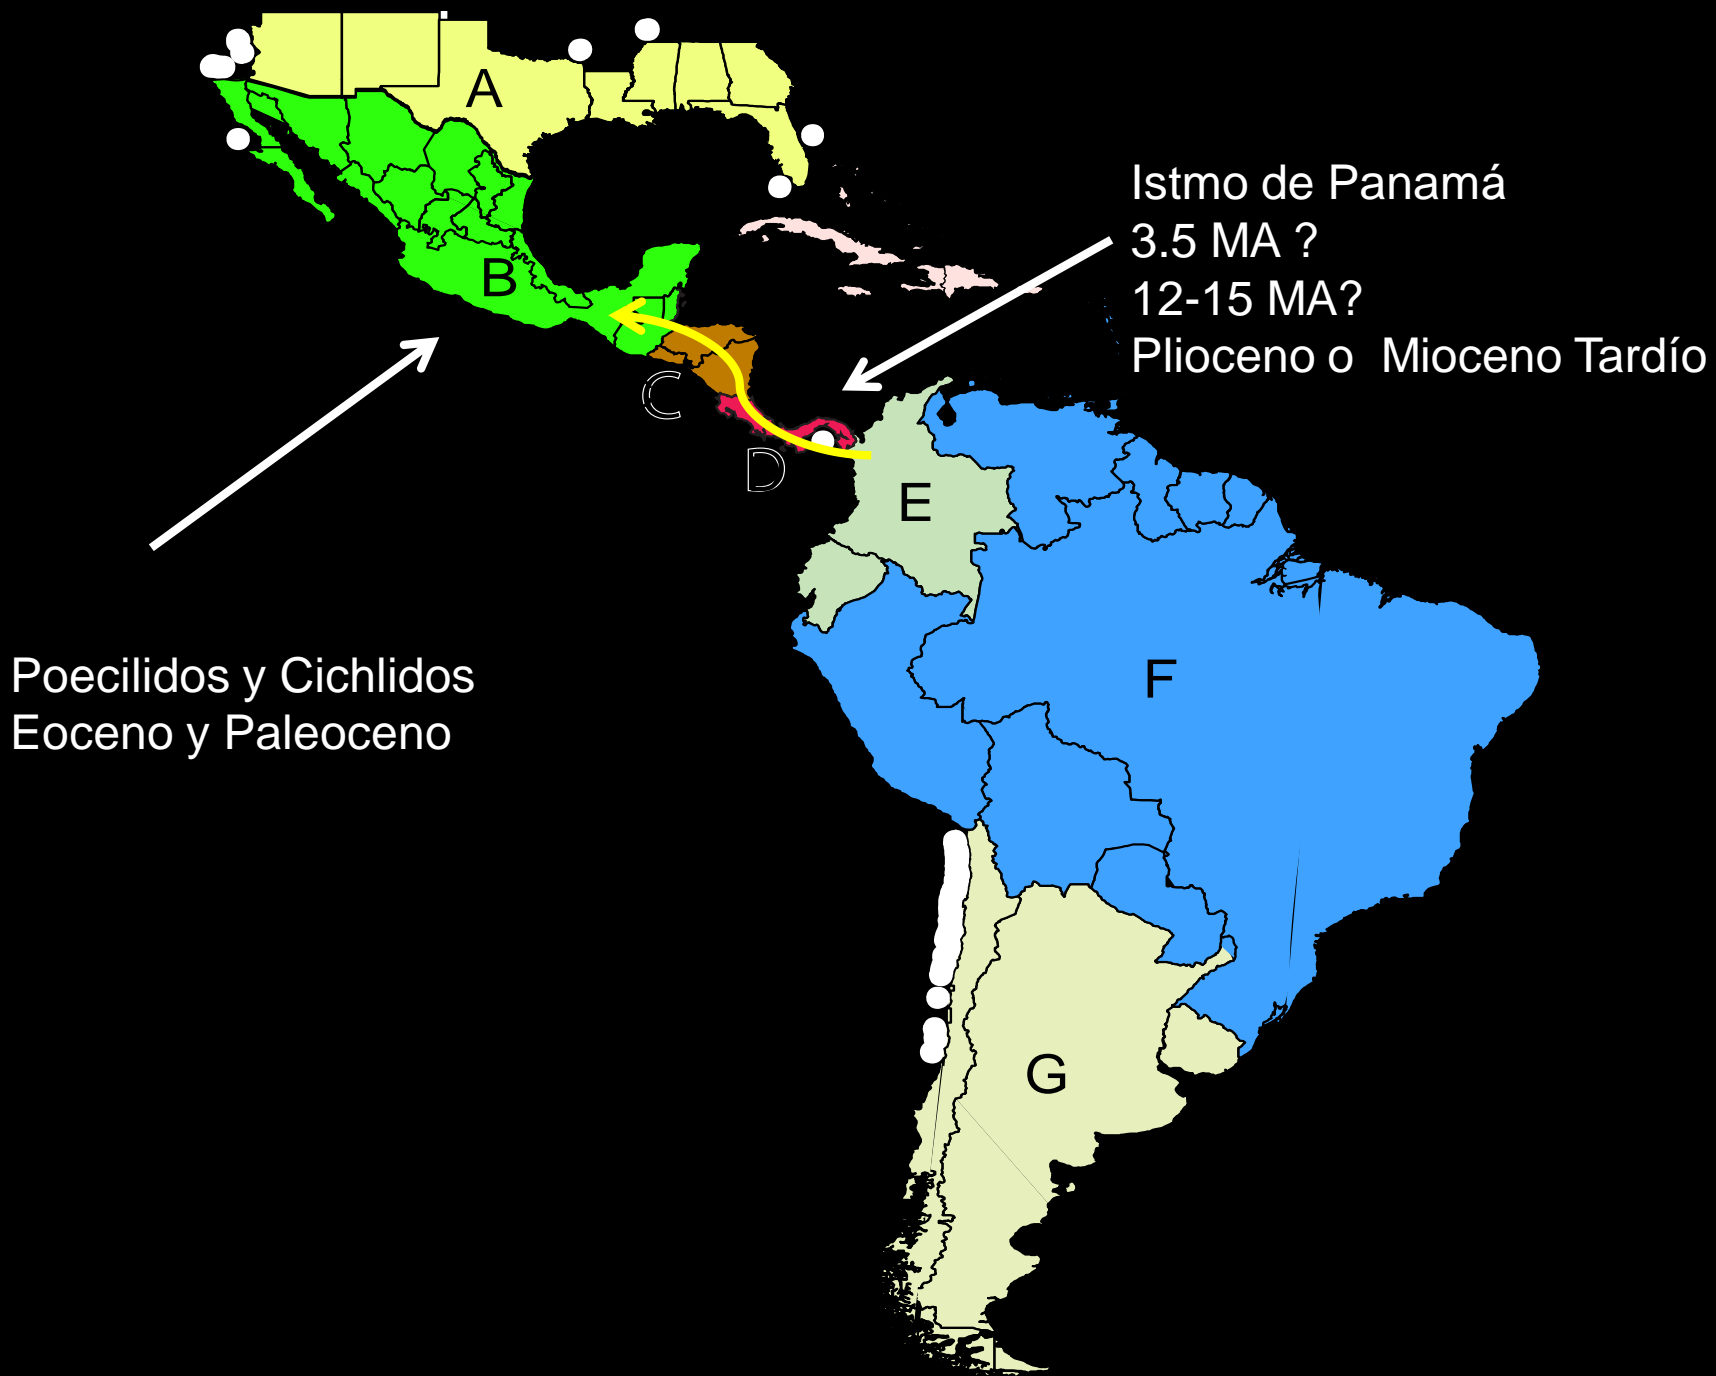 A
Istmo de Panamá
3.5 MA ?
12-15 MA?
Plioceno o  Mioceno Tardío
B
C
D
E
Poecilidos y Cichlidos
Eoceno y Paleoceno
F
G